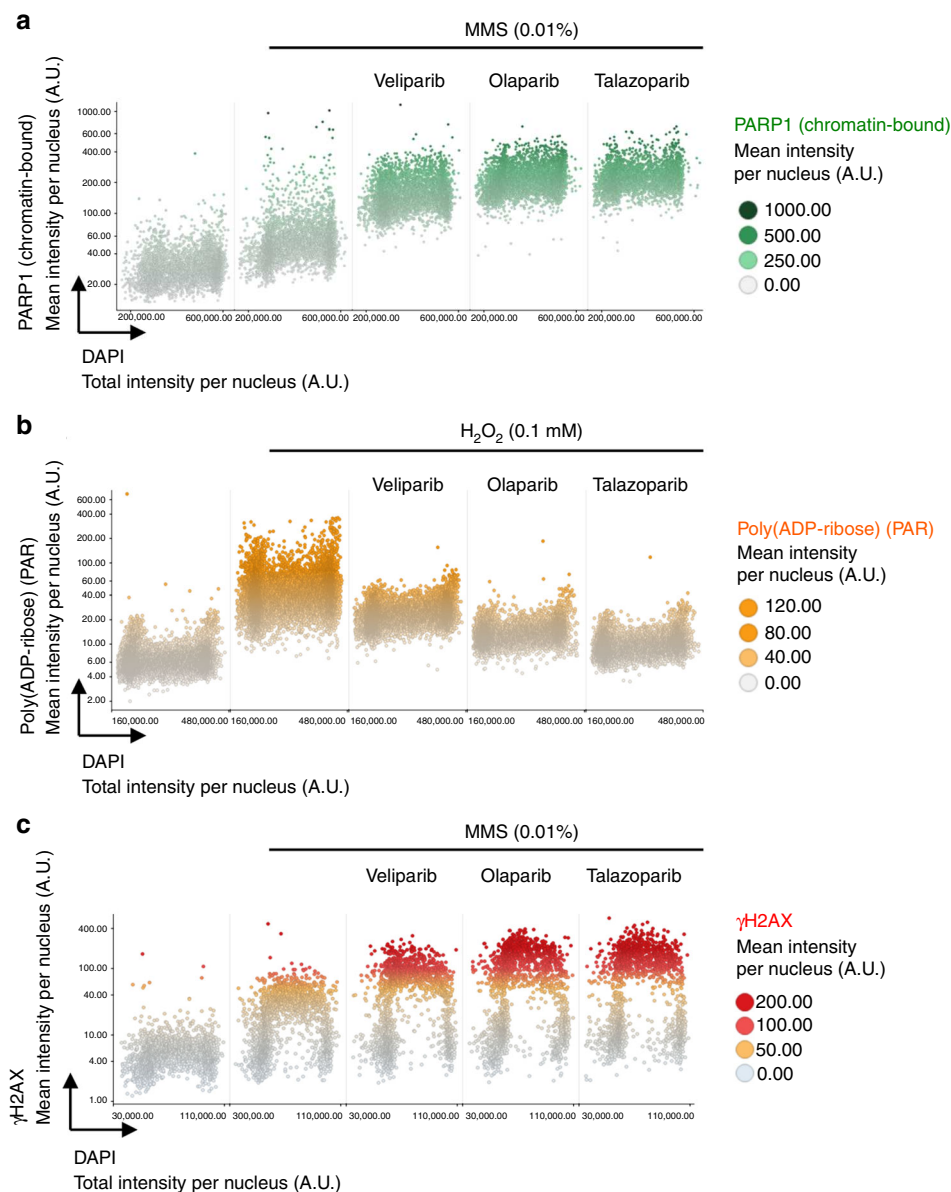 a
MMS (0.01%)
Veliparib Olaparib Talazoparib
PARP1 (chromatin-bound)
Mean intensity per nucleus (A.U.)
1000.00
600.00
400.00
200.00
100.00
60.00
40.00
20.00
200,000.00 600,000.00 200,000.00 600,000.00 200,000.00 600,000.00 200,000.00 600,000.00 200,000.00 600,000.00
DAPI
Total intensity per nucleus (A.U.)
PARP1 (chromatin-bound)
Mean intensity
per nucleus (A.U.)
1000.00
500.00
250.00
0.00
b
H2O2 (0.1 mM)
Veliparib Olaparib Talazoparib
Poly(ADP-ribose) (PAR)
Mean intensity per nucleus (A.U.)
600.00
400.00
200.00
100.00
60.00
40.00
20.00
10.00
6.00
4.00
2.00
160,000.00 480,000.00 160,000.00 480,000.00 160,000.00 480,000.00 160,000.00 480,000.00 160,000.00 480,000.00
DAPI
Total intensity per nucleus (A.U.)
Poly(ADP-ribose) (PAR)
Mean intensity
per nucleus (A.U.)
120.00
80.00
40.00
0.00
c
MMS (0.01%)
Veliparib Olaparib Talazoparib
γH2AX
Mean intensity per nucleus (A.U.)
400.00
100.00
40.00
10.00
4.00
1.00
30,000.00 110,000.00 300,000.00 110,000.00 30,000.00 110,000.00 30,000.00 110,000.00 30,000.00 110,000.00
DAPI
Total intensity per nucleus (A.U.)
γH2AX
Mean intensity
per nucleus (A.U.)
200.00
100.00
50.00
0.00